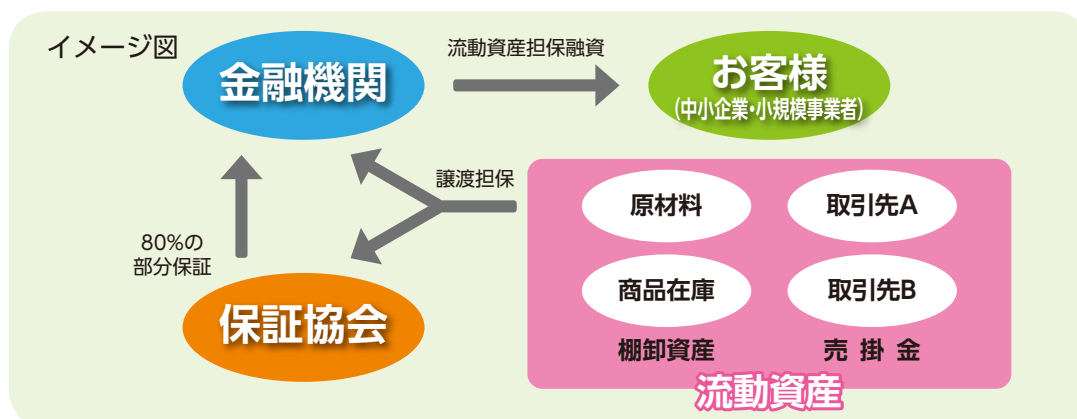 イメージ図
金融機関
流動資産担保融資
お客様
(中小企業・小規模事業者)
譲渡担保
80%の
部分保証
保証協会
原材料
取引先A
商品在庫
取引先B
棚卸資産
売掛金
流動資産